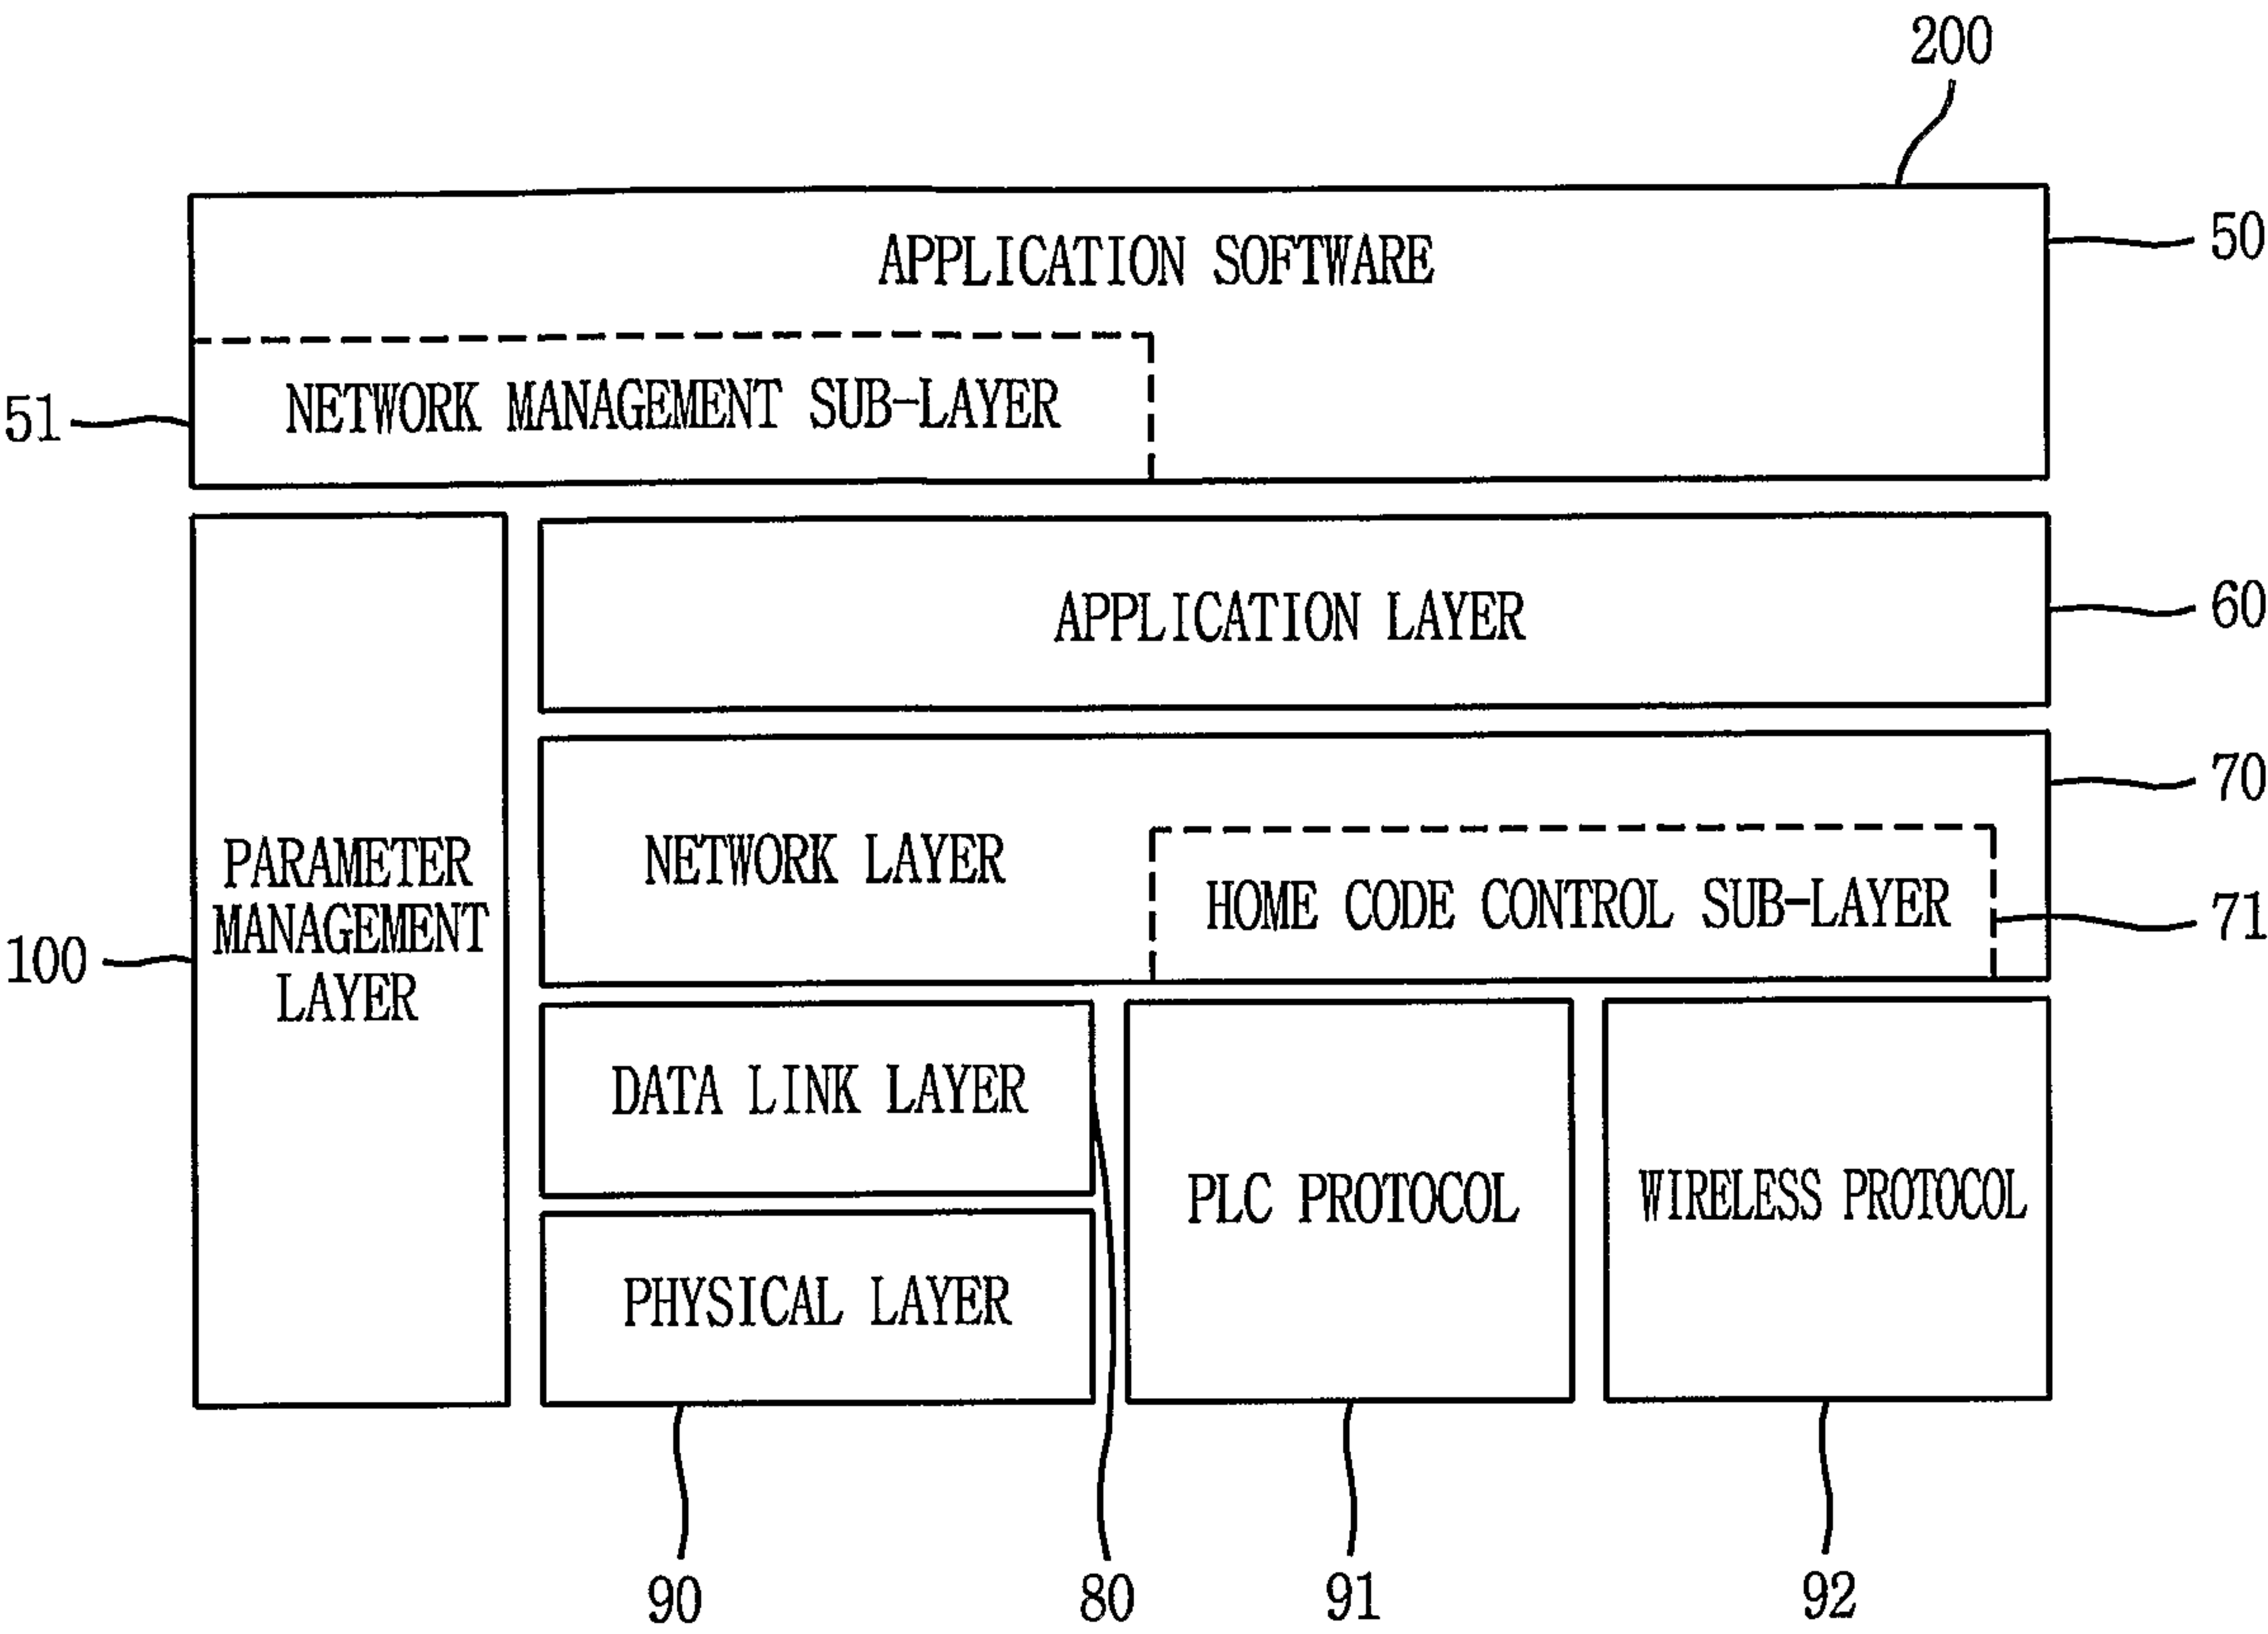 200
APPLICATION SOFTWARE
50
NETWORK MANAGEMENT SUB-LAYER
51
APPLICATION LAYER
60
PARAMETER
MANAGEMENT
LAYER
100
NETWORK LAYER
70
HOME CODE CONTROL SUB-LAYER
71
DATA LINK LAYER
PHYSICAL LAYER
PLC PROTOCOL
WIRELESS PROTOCOL
90
80
91
92